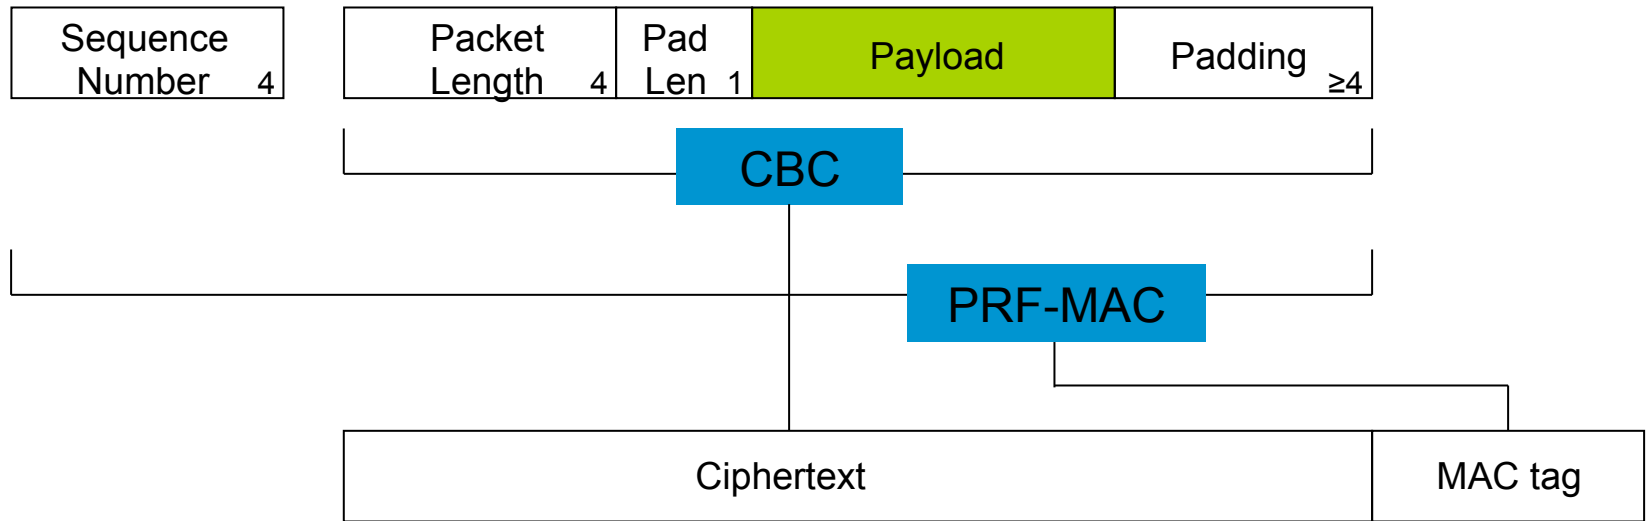 Sequence
Number 4
Packet
Length 4
Pad
Len 1
Payload
Padding
≥4
CBC
PRF-MAC
Ciphertext
MAC tag